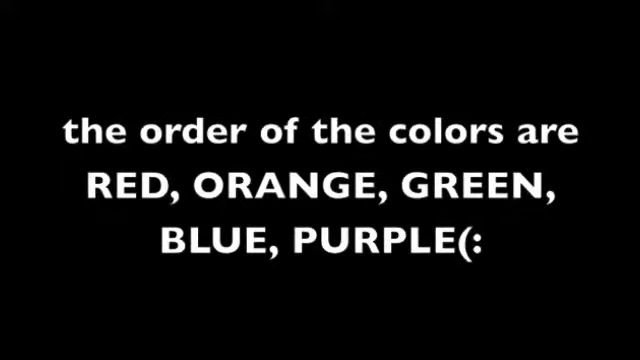 the order of the colors are
RED, ORANGE, GREEN,
BLUE, PURPLE(: